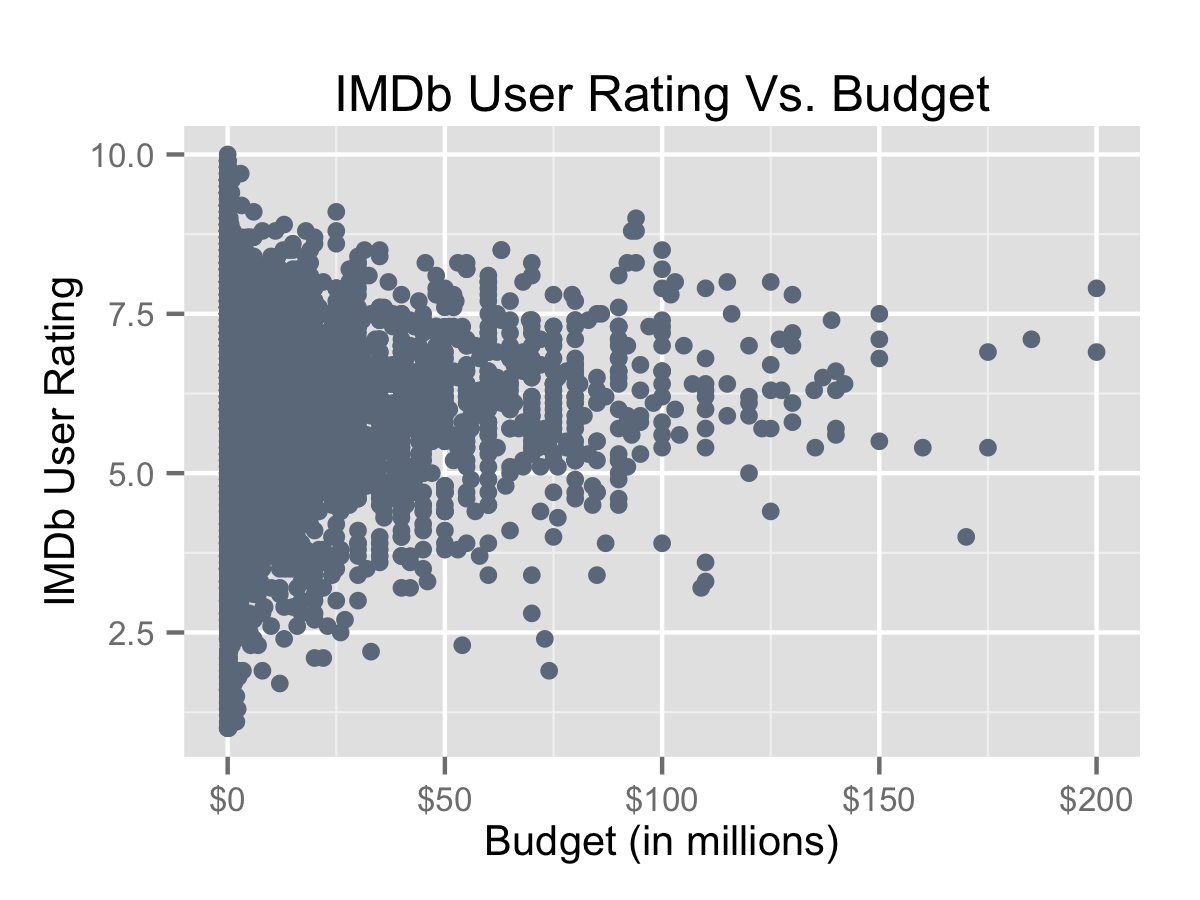 IMDb User Rating Vs. Budget
10.0
7.5
5.0
2.5
IMDb User Rating
$0 $50 $100 $150 $200
Budget (in millions)